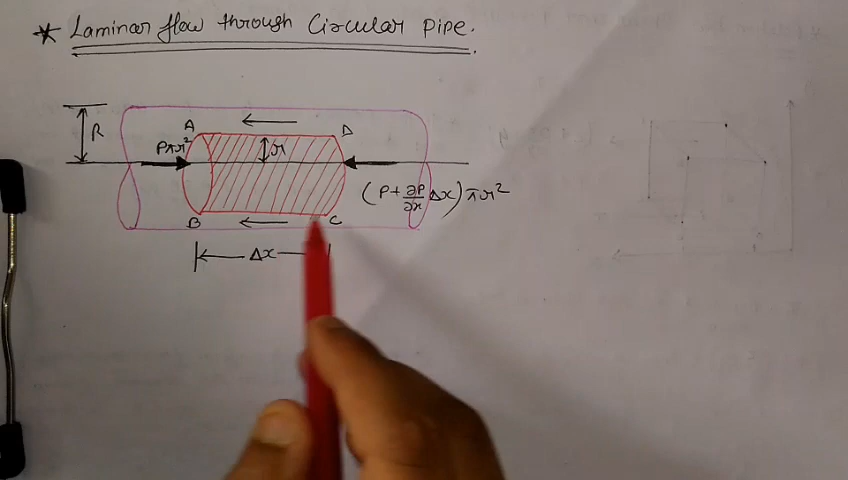 * Laminar flow through Circular Pipe.
R
A
D
Pπr²
r
(P+∂P/∂x Δx)πr²
B
C
Δx